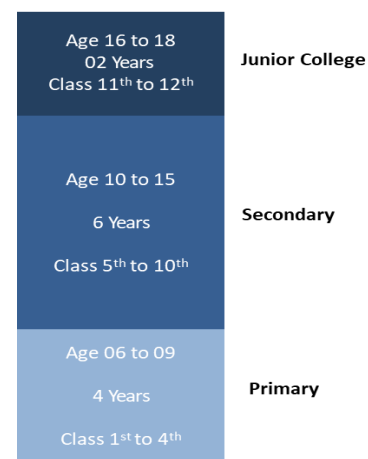 Age 16 to 18
02 Years
Class 11th to 12th
Junior College
Age 10 to 15
6 Years
Class 5th to 10th
Secondary
Age 06 to 09
4 Years
Class 1st to 4th
Primary